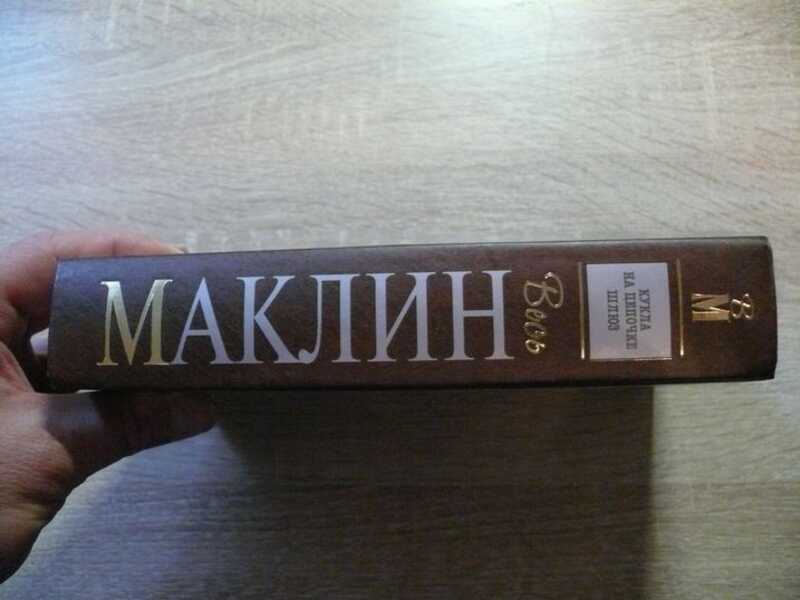 МАКЛИН
Весь
КУКЛА
НА ЦЕПОЧКЕ
ШЛЮЗ
В
М